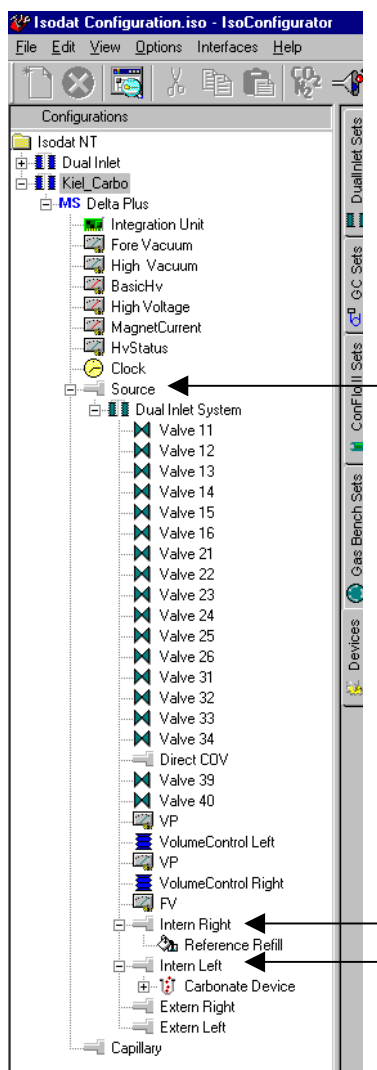 Isodat Configuration.iso - IsoConfigurator
File Edit View Options Interfaces Help
CO2
N2
Configurations
Isodat NT
Dual Inlet
Kiel_Carbo
MS Delta Plus
Integration Unit
Fore Vacuum
High Vacuum
BasicHv
High Voltage
MagnetCurrent
HvStatus
Clock
Source
Dual Inlet System
Valve 11
Valve 12
Valve 13
Valve 14
Valve 15
Valve 16
Valve 21
Valve 22
Valve 23
Valve 24
Valve 25
Valve 26
Valve 31
Valve 32
Valve 33
Valve 34
Direct COV
Valve 39
Valve 40
VP
VolumeControl Left
VP
VolumeControl Right
FV
Intern Right
Reference Refill
Intern Left
Carbonate Device
Extern Right
Extern Left
Capillary
DualInlet Sets
GC Sets
ConFloII Sets
Gas Bench Sets
Devices